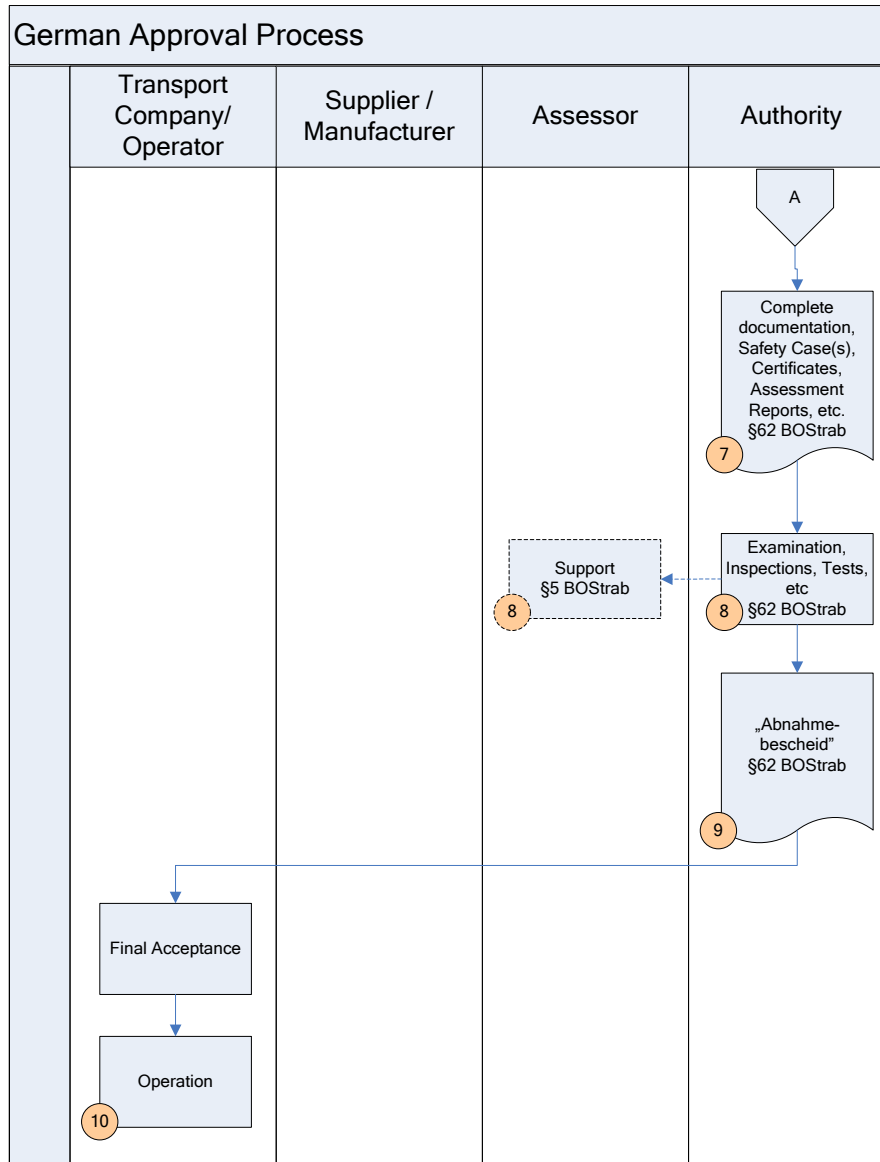 German Approval Process
Transport
Company/
Operator
Supplier /
Manufacturer
Assessor
Authority
A
Complete
documentation,
Safety Case(s),
Certificates,
Assessment
Reports, etc.
§62 BOStrab
7
Examination,
Inspections, Tests,
etc
§62 BOStrab
8
Support
§5 BOStrab
8
„Abnahme-
bescheid”
§62 BOStrab
9
Final Acceptance
Operation
10